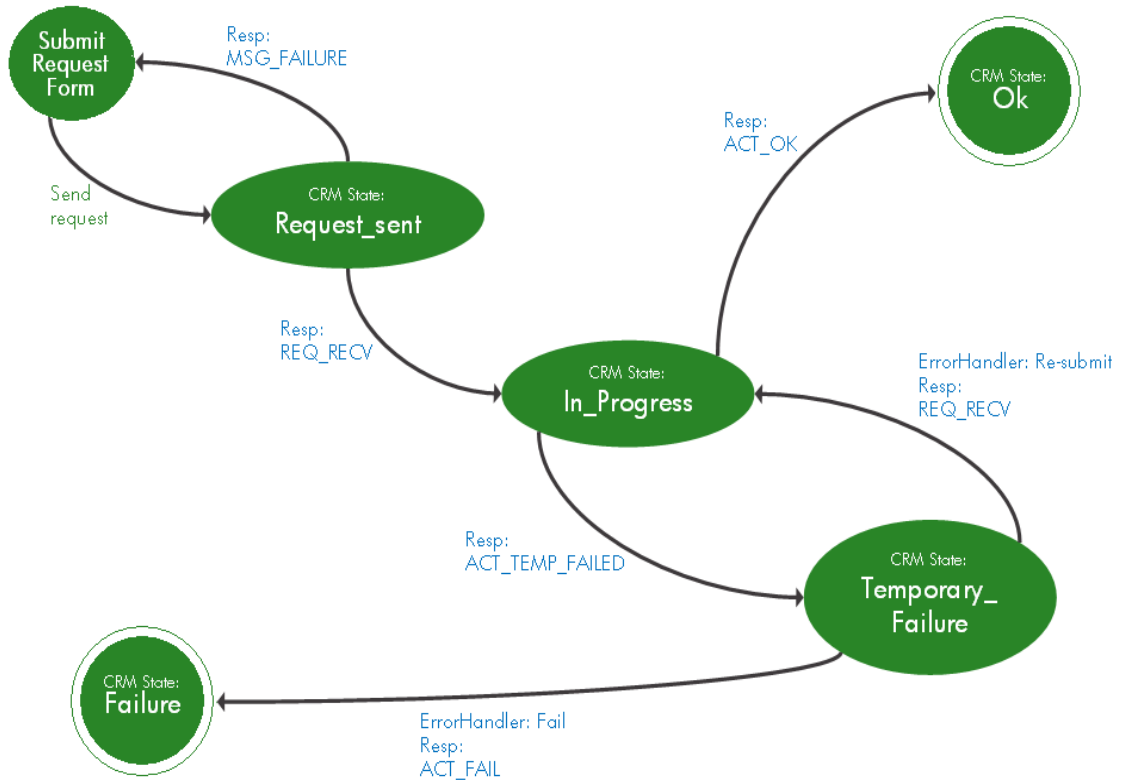 Submit
Request
Form
Resp:
MSG_FAILURE
CRM State:
Ok
Resp:
ACT_OK
Send
request
CRM State:
Request_sent
Resp:
REQ_RECV
CRM State:
In_Progress
ErrorHandler: Re-submit
Resp:
REQ_RECV
Resp:
ACT_TEMP_FAILED
CRM State:
Temporary_
Failure
CRM State:
Failure
ErrorHandler: Fail
Resp:
ACT_FAIL